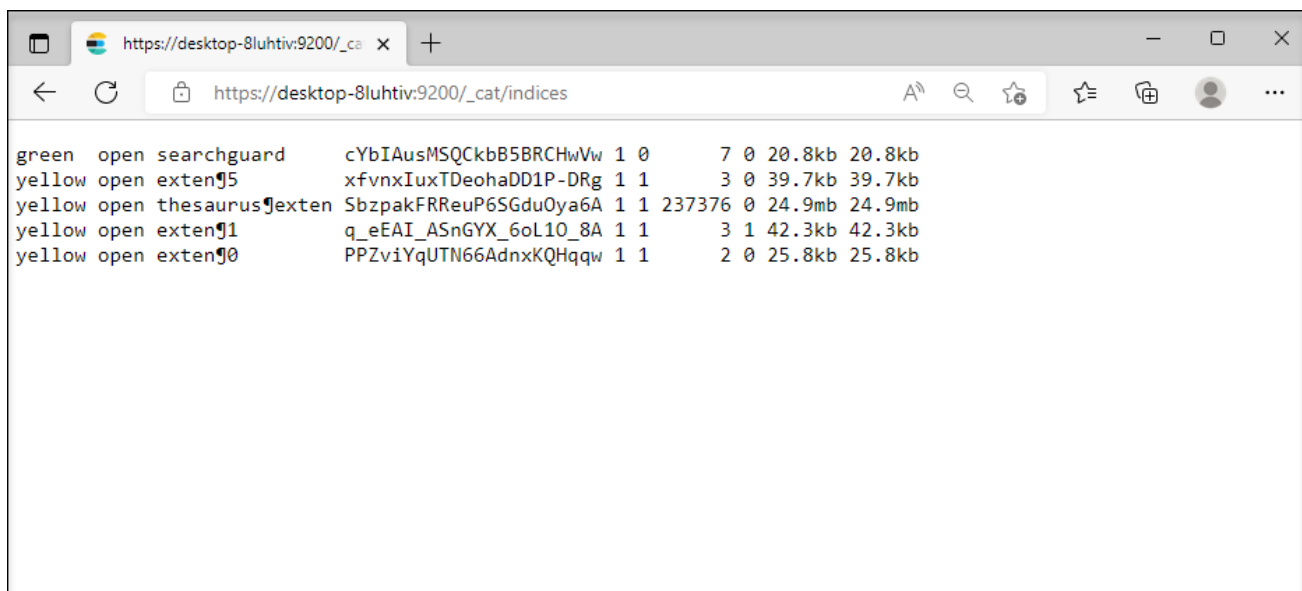 https://desktop-8luhtiv:9200/_ca
https://desktop-8luhtiv:9200/_cat/indices
green open searchguard cYbIAusMSQCkbB5BRCHwVw 1 0 7 0 20.8kb 20.8kb
yellow open exten¶5 xfvnxIuxTDeohaDD1P-DRg 1 1 3 0 39.7kb 39.7kb
yellow open thesaurus¶exten SbzpakFRReuP6SGduOya6A 1 1 237376 0 24.9mb 24.9mb
yellow open exten¶1 q_eEAI_ASnGYX_6oL1O_8A 1 1 3 1 42.3kb 42.3kb
yellow open exten¶0 PPZviYqUTN66AdnxKQHqqw 1 1 2 0 25.8kb 25.8kb